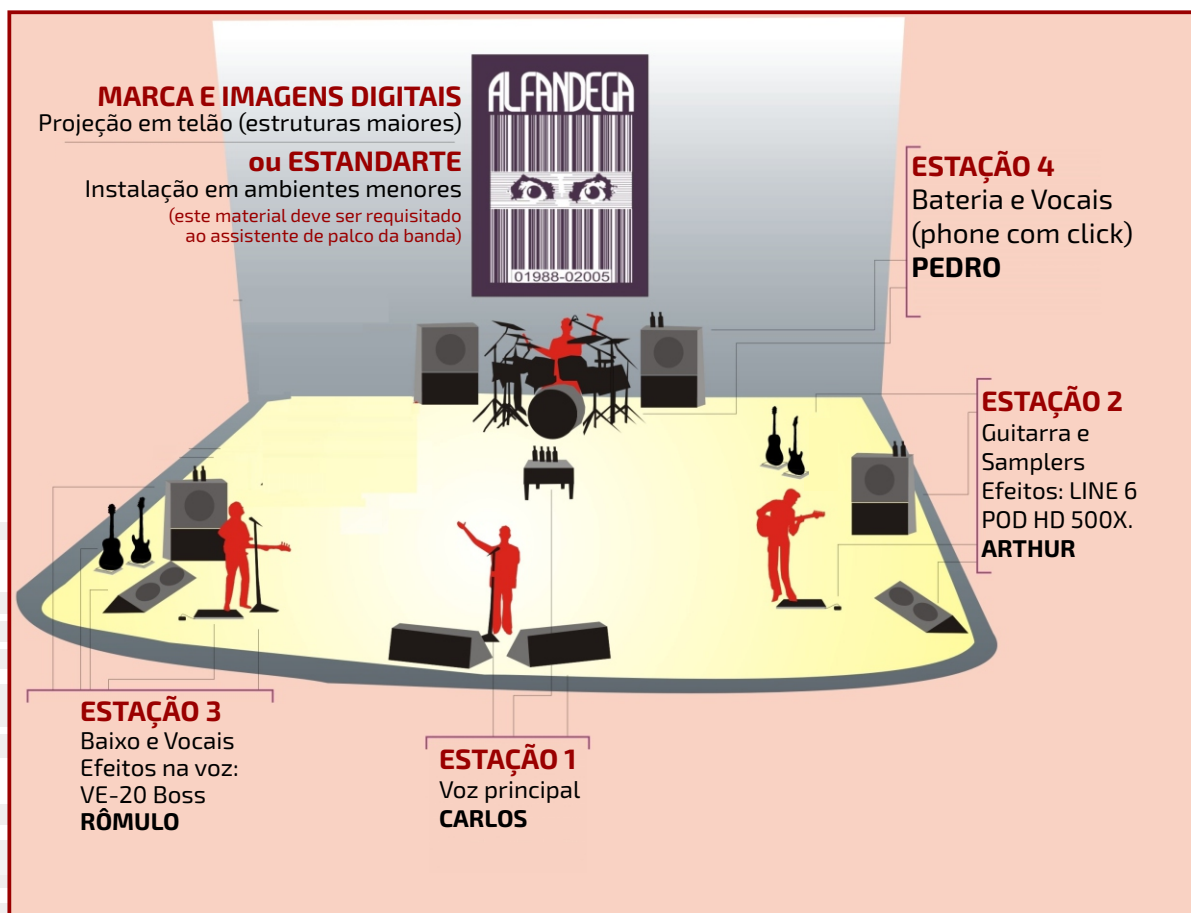 MARCA E IMAGENS DIGITAIS
Projeção em telão (estruturas maiores)
ou ESTANDARTE
Instalação em ambientes menores
(este material deve ser requisitado
ao assistente de palco da banda)
ALFANDEGA
01988-02005
ESTAÇÃO 4
Bateria e Vocais
(phone com click)
PEDRO
ESTAÇÃO 2
Guitarra e
Samplers
Efeitos: LINE 6
POD HD 500X.
ARTHUR
ESTAÇÃO 3
Baixo e Vocais
Efeitos na voz:
VE-20 Boss
RÔMULO
ESTAÇÃO 1
Voz principal
CARLOS